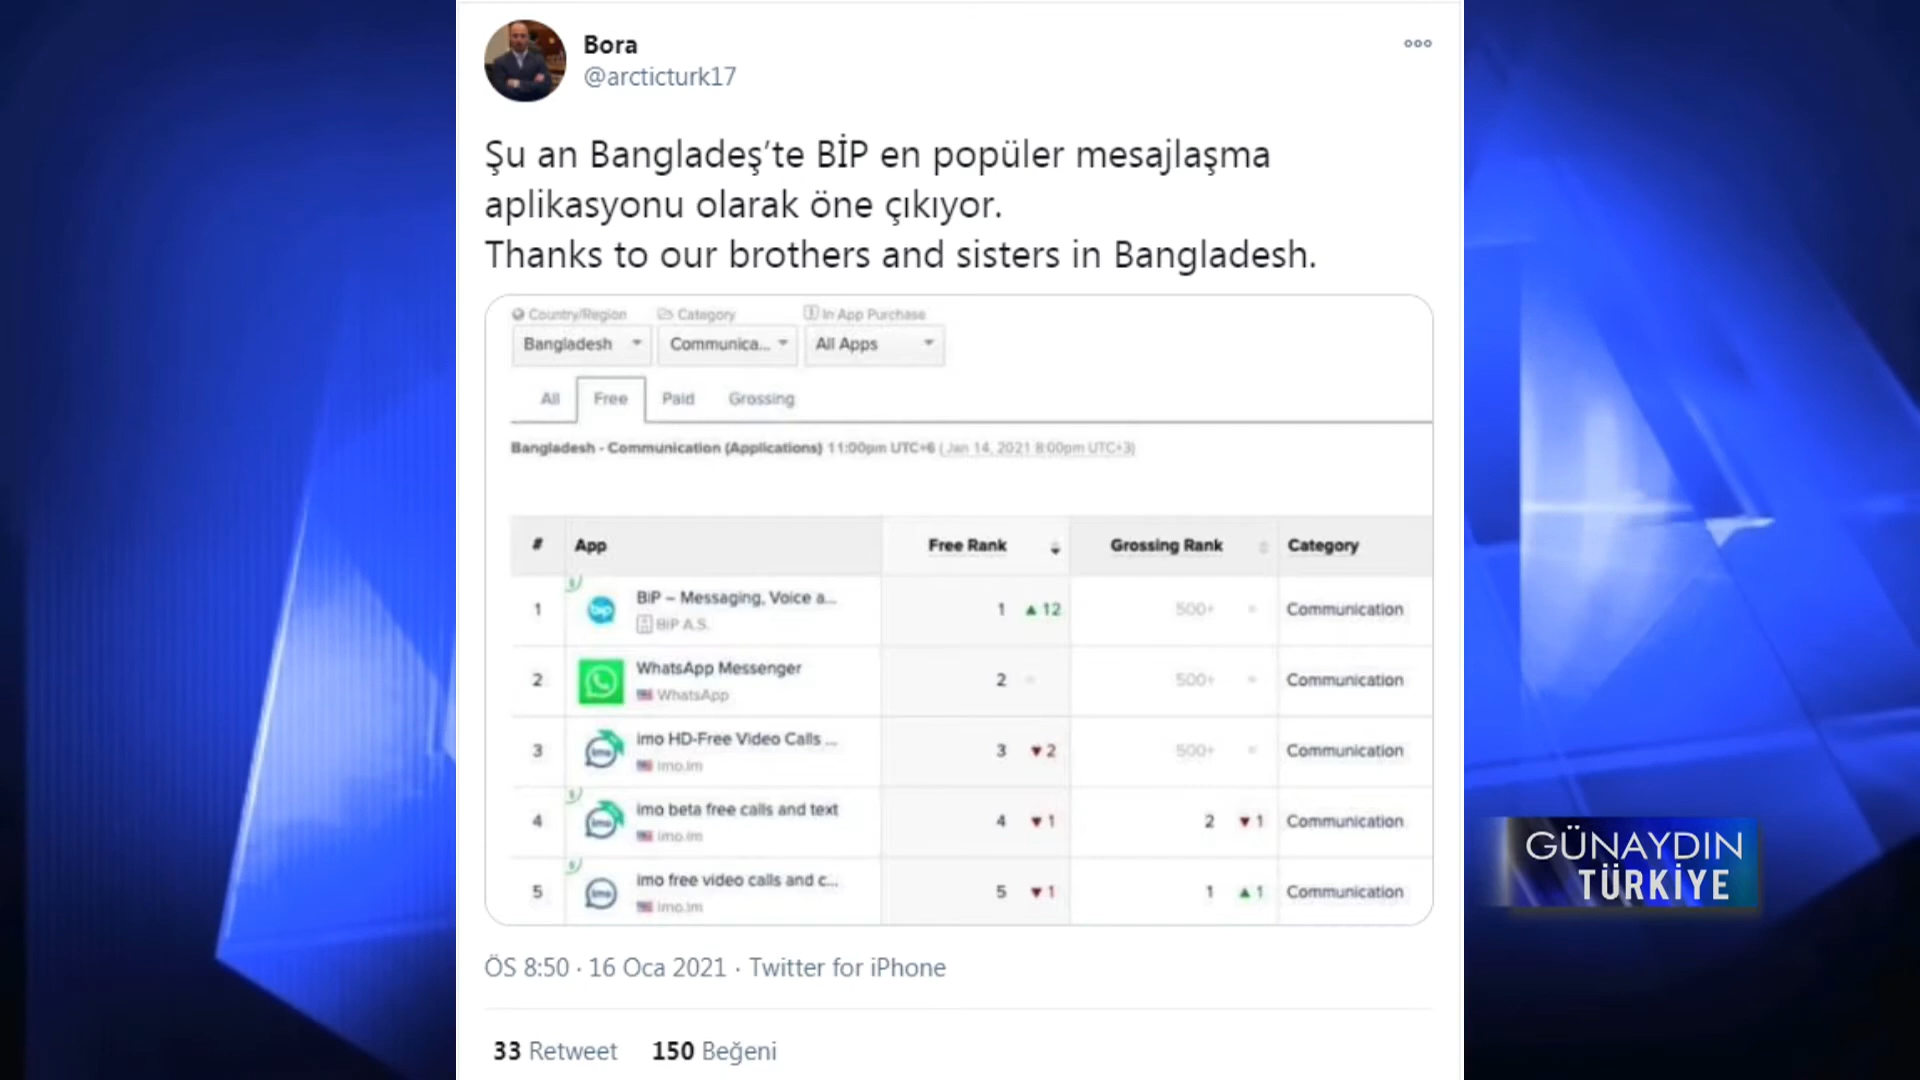 Bora
@arcticturk17
Şu an Bangladeş’te BİP en popüler mesajlaşma
aplikasyonu olarak öne çıkıyor.
Thanks to our brothers and sisters in Bangladesh.
Country/Region Category In App Purchase
Bangladesh Communica... All Apps
All Free Paid Grossing
Bangladesh - Communication (Applications) 11:00pm UTC+6 (Jan 14, 2021 8:00pm UTC+3)
# App Free Rank Grossing Rank Category
1 BiP – Messaging, Voice a... 1 ▲12 500+ Communication
BiP A.S.
2 WhatsApp Messenger 2 500+ Communication
WhatsApp
3 imo HD-Free Video Calls ... 3 ▼2 500+ Communication
imo.im
4 imo beta free calls and text 4 ▼1 2 ▼1 Communication
imo.im
5 imo free video calls and c... 5 ▼1 1 ▲1 Communication
imo.im
ÖS 8:50 · 16 Oca 2021 · Twitter for iPhone
33 Retweet 150 Beğeni
GÜNAYDIN
TÜRKİYE